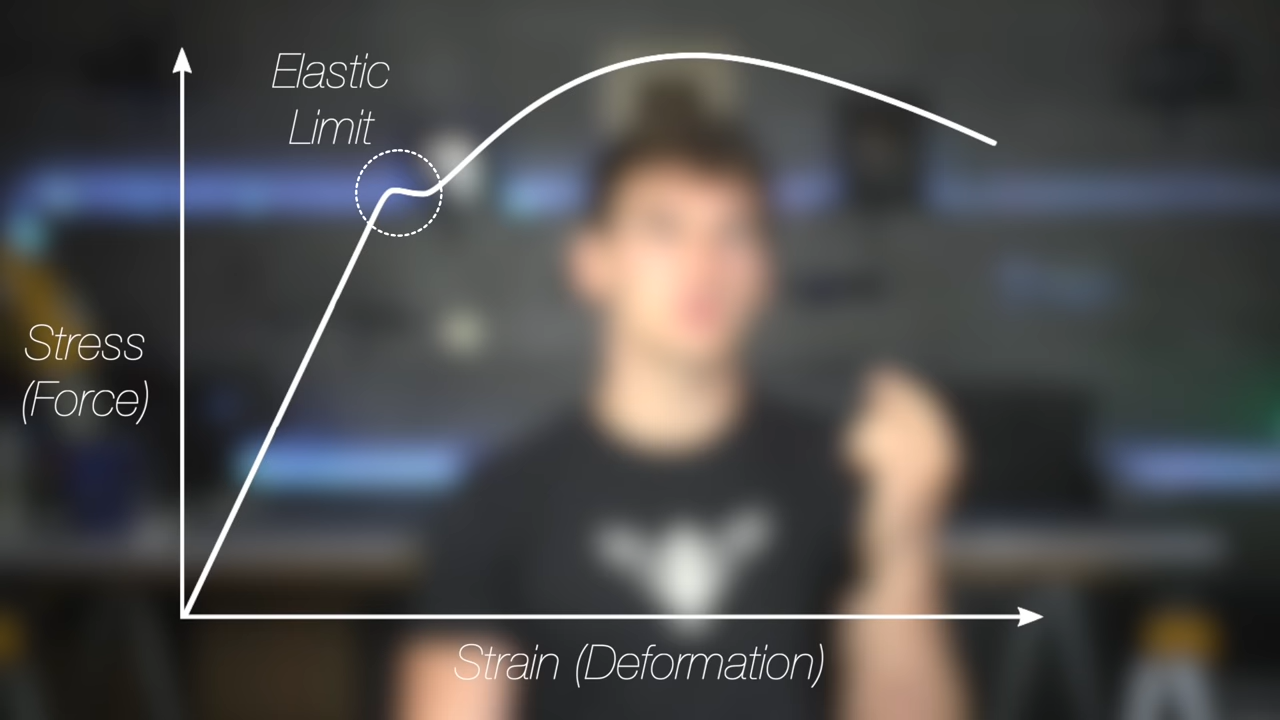 Elastic
Limit
Stress
(Force)
Strain (Deformation)